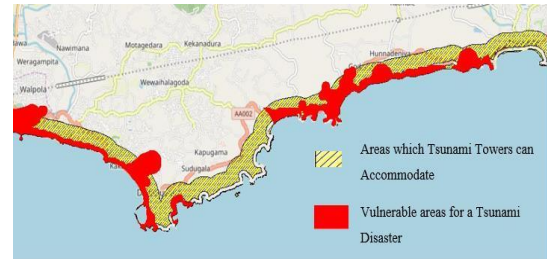 Nawimana
Motagedara
Kekanadura
Weragampita
Hunnadeniya
Wewaihalagoda
Walpola
AA002
Kapugama
Sudugala
Areas which Tsunami Towers can
Accommodate
Vulnerable areas for a Tsunami
Disaster